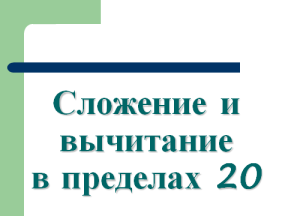 Сложение и
вычитание
в пределах 20